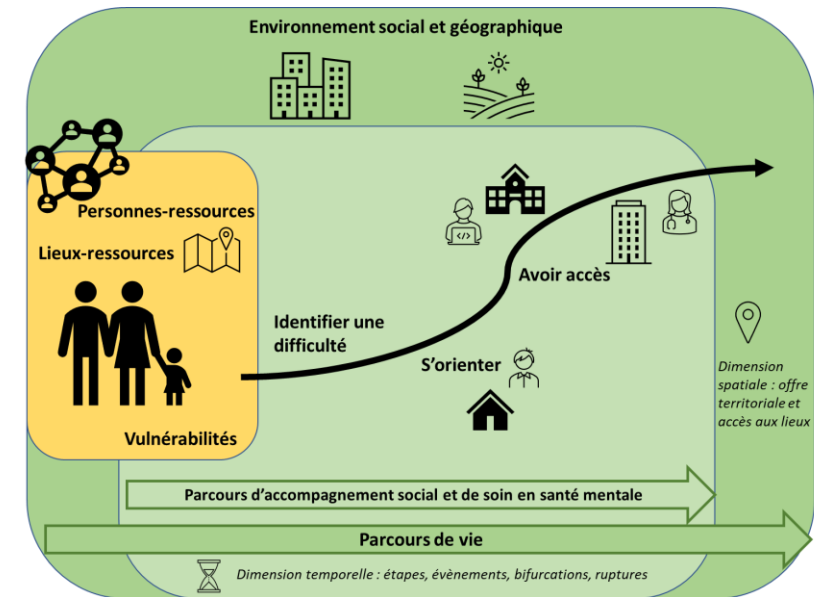 Environnement social et géographique
Personnes-ressources
Lieux-ressources
Vulnérabilités
Identifier une
difficulté
S'orienter
Avoir accès
</>
Dimension
spatiale : offre
territoriale et
accès aux lieux
Parcours d'accompagnement social et de soin en santé mentale
Parcours de vie
Dimension temporelle : étapes, évènements, bifurcations, ruptures